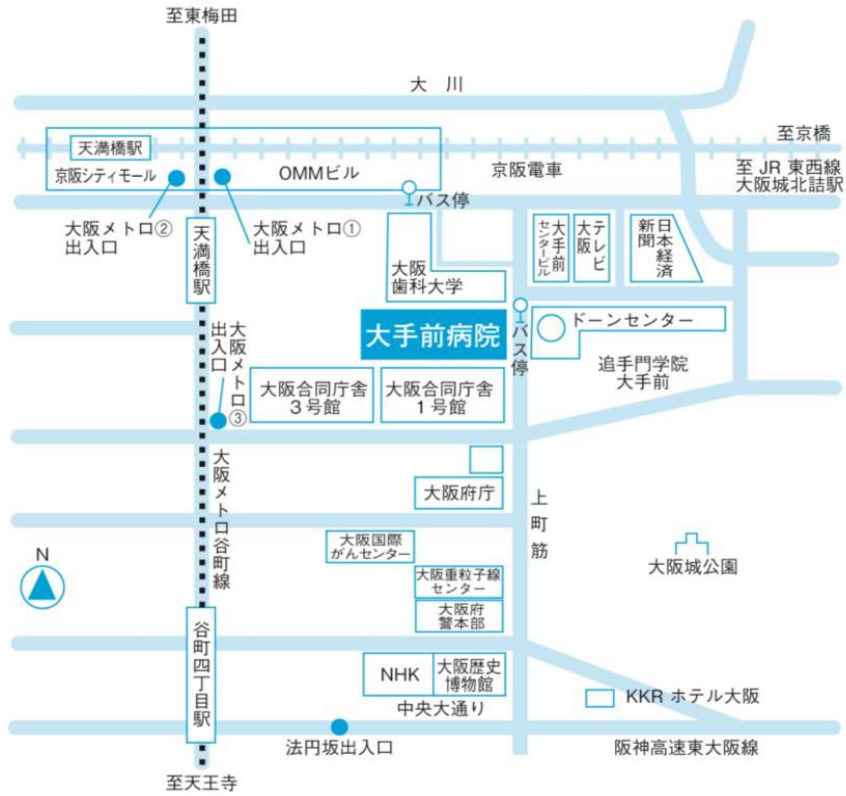 至東梅田
大　川
至京橋
天満橋駅
京阪シティモール
OMMビル
京阪電車
至 JR 東西線
大阪城北詰駅
バス停
大阪メトロ②
出入口
大阪メトロ①
出入口
天満橋駅
大阪
歯科大学
大手前
センタービル
テレビ
大阪
日本経済
新聞
大手前病院
バス停
ドーンセンター
追手門学院
大手前
大阪メトロ③
出入口
大阪合同庁舎
3号館
大阪合同庁舎
1号館
大阪府庁
大阪メトロ谷町線
上町筋
大阪国際
がんセンター
大阪重粒子線
センター
大阪府
警本部
大阪城公園
N
谷町四丁目駅
NHK
大阪歴史
博物館
中央大通り
KKR ホテル大阪
法円坂出入口
阪神高速東大阪線
至天王寺